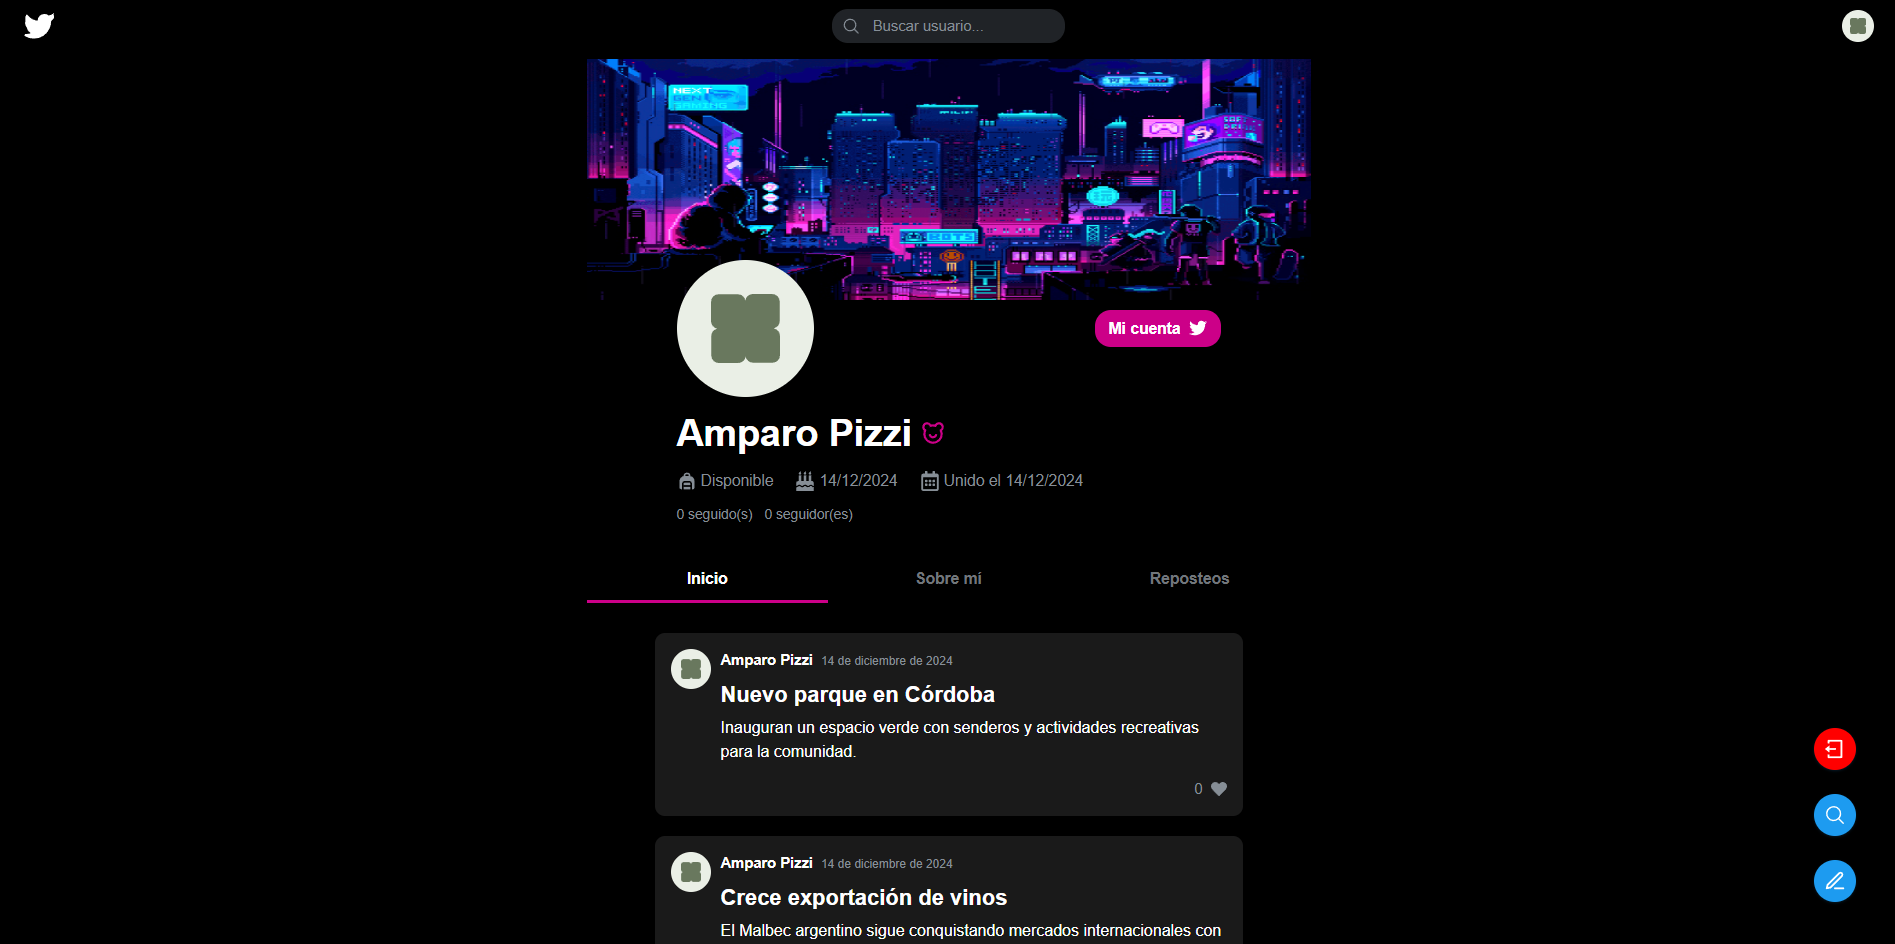 Buscar usuario...
NEXT
GEN
GAMING
BOTS
Mi cuenta
Amparo Pizzi
Disponible 14/12/2024 Unido el 14/12/2024
0 seguido(s) 0 seguidor(es)
Inicio Sobre mí Reposteos
Amparo Pizzi 14 de diciembre de 2024
Nuevo parque en Córdoba
Inauguran un espacio verde con senderos y actividades recreativas
para la comunidad.
0
Amparo Pizzi 14 de diciembre de 2024
Crece exportación de vinos
El Malbec argentino sigue conquistando mercados internacionales con